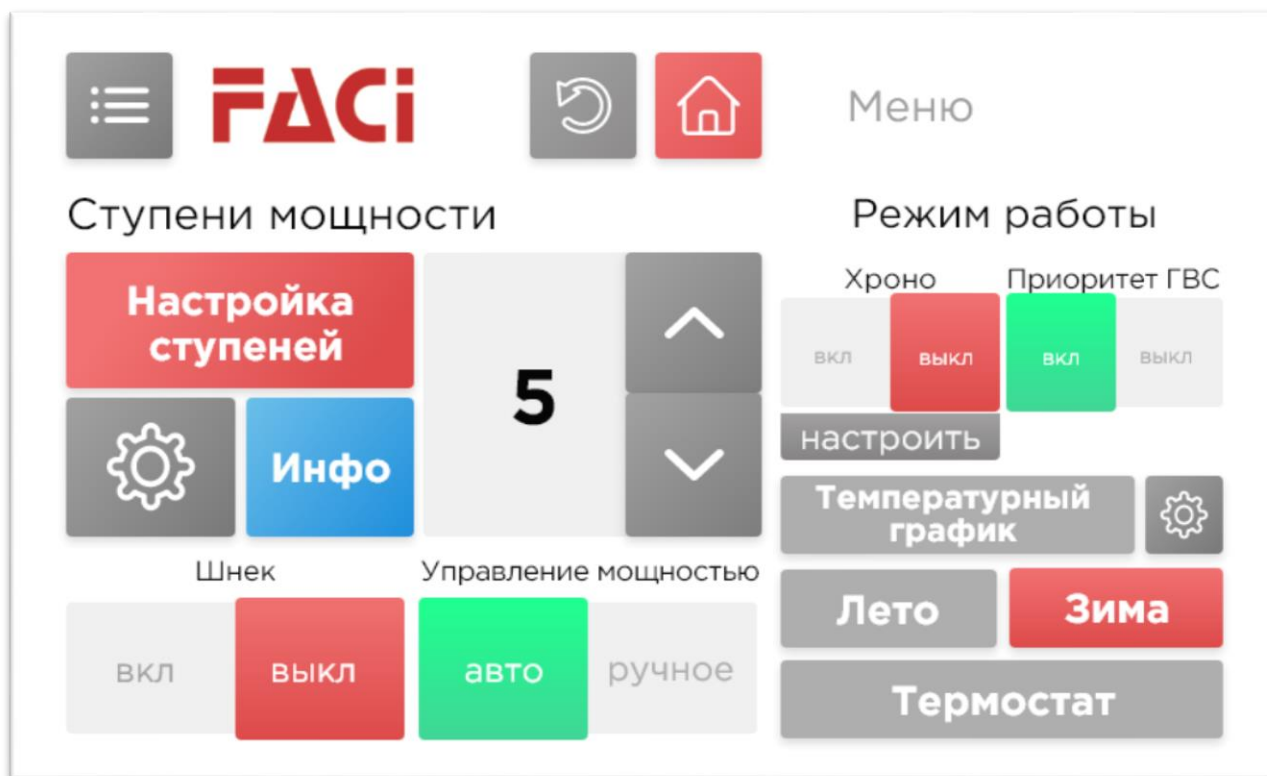 FACi
Меню
Ступени мощности
Режим работы
Настройка
ступеней
5
Хроно
Приоритет ГВС
вкл
выкл
вкл
выкл
настроить
Инфо
Температурный
график
Шнек
Управление мощностью
Лето
Зима
вкл
выкл
авто
ручное
Термостат